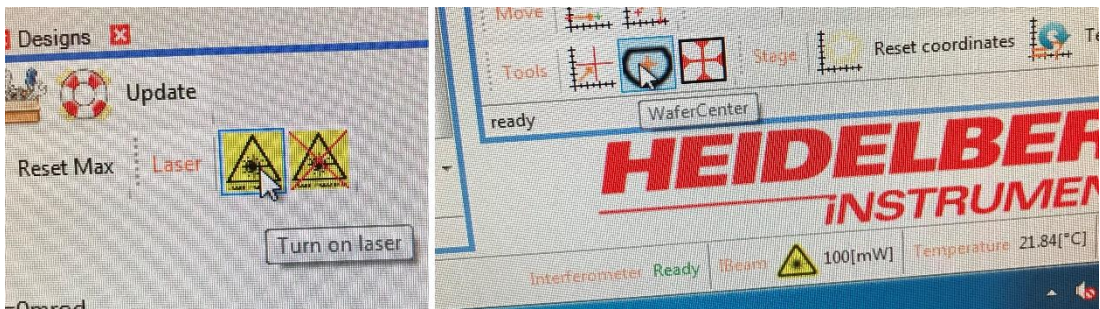 Designs
Update
Reset Max Laser
Turn on laser
Move
Tools Stage Reset coordinates
ready WaferCenter
HEIDELBER
INSTRUMEN
Interferometer Ready IBeam 100[mW] Temperature 21.84[°C]